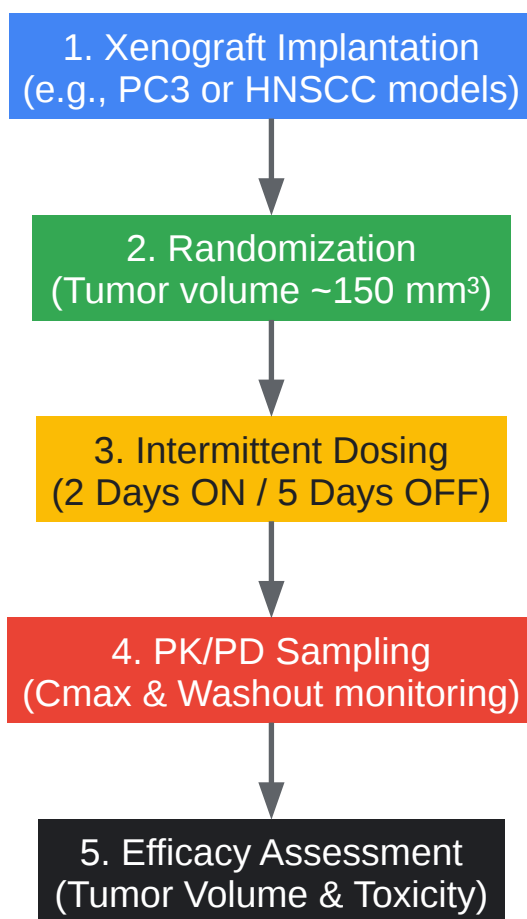 1. Xenograft Implantation
(e.g., PC3 or HNSCC models)
2. Randomization
(Tumor volume ~150 mm³)
3. Intermittent Dosing
(2 Days ON / 5 Days OFF)
4. PK/PD Sampling
(Cmax & Washout monitoring)
5. Efficacy Assessment
(Tumor Volume & Toxicity)